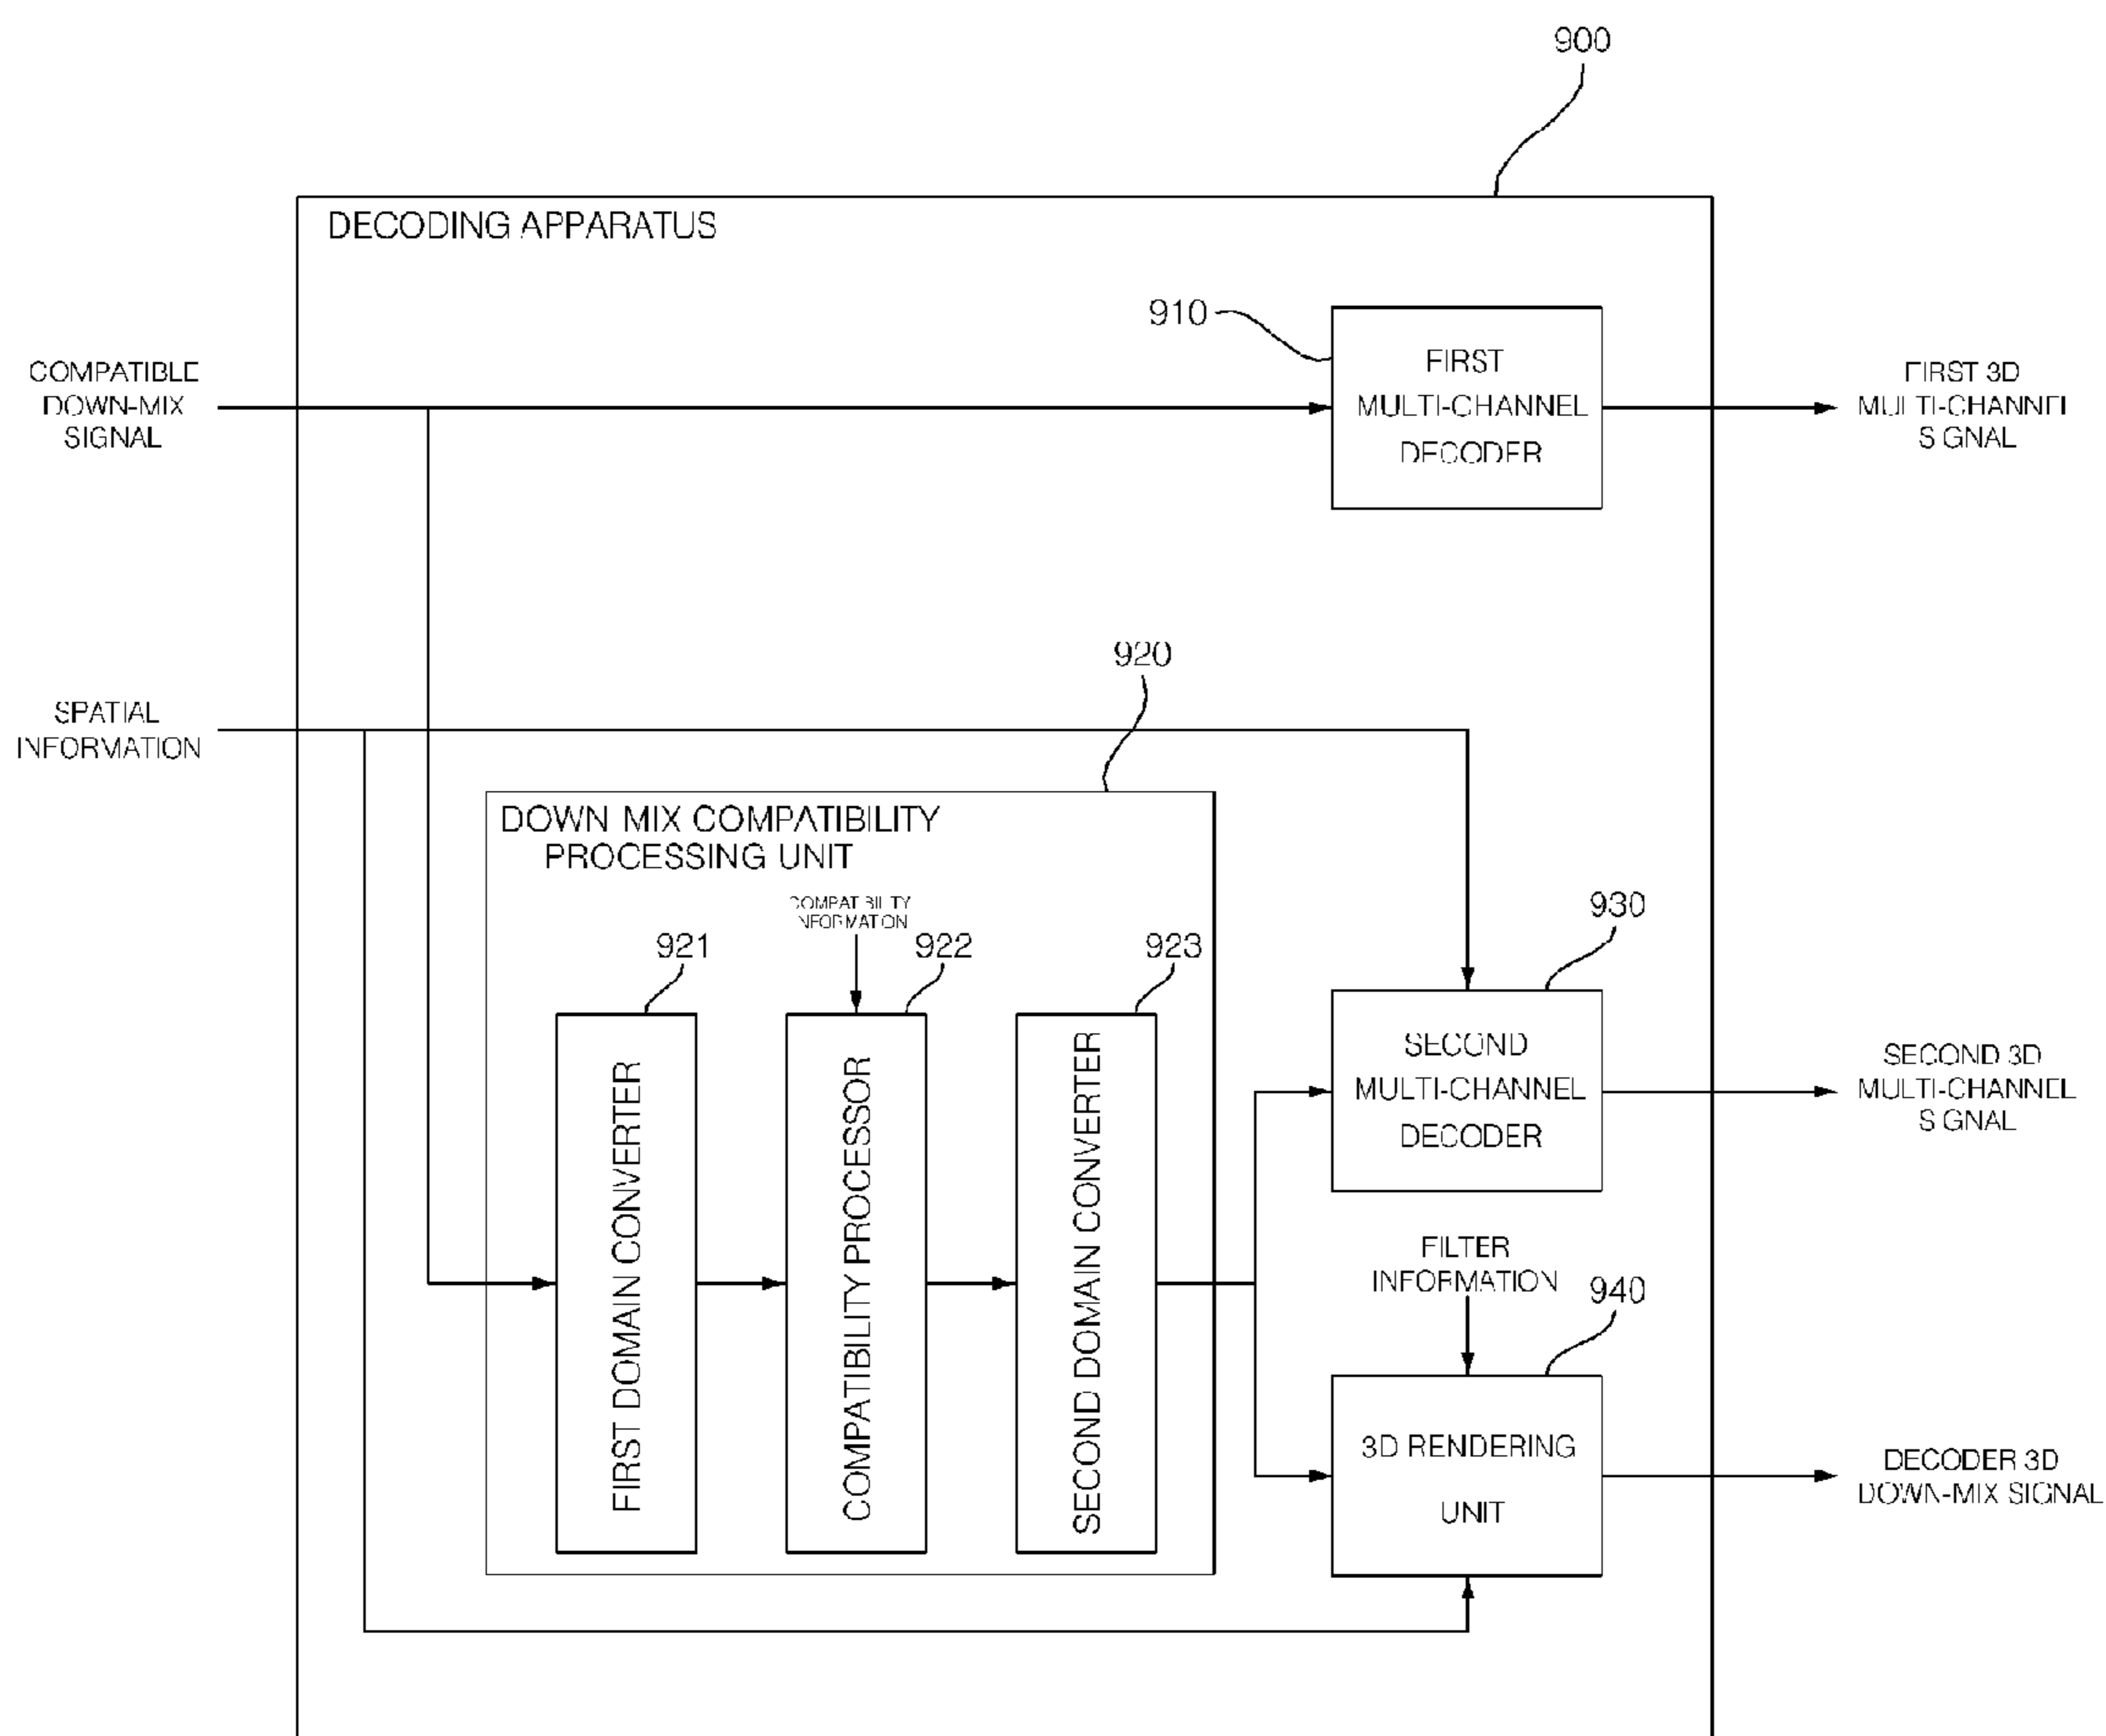 900
DECODING APPARATUS
910
FIRST
MULTI-CHANNEL
DECODER
COMPATIBLE
DOWN-MIX
SIGNAL
FIRST 3D
MULTI-CHANNEL
SIGNAL
920
SPATIAL
INFORMATION
DOWN MIX COMPATIBILITY
PROCESSING UNIT
COMPATIBILITY
INFORMATION
921
922
923
930
FIRST DOMAIN CONVERTER
COMPATIBILITY PROCESSOR
SECOND DOMAIN CONVERTER
SECOND
MULTI-CHANNEL
DECODER
SECOND 3D
MULTI-CHANNEL
SIGNAL
FILTER
INFORMATION
940
3D RENDERING
UNIT
DECODER 3D
DOWN-MIX SIGNAL